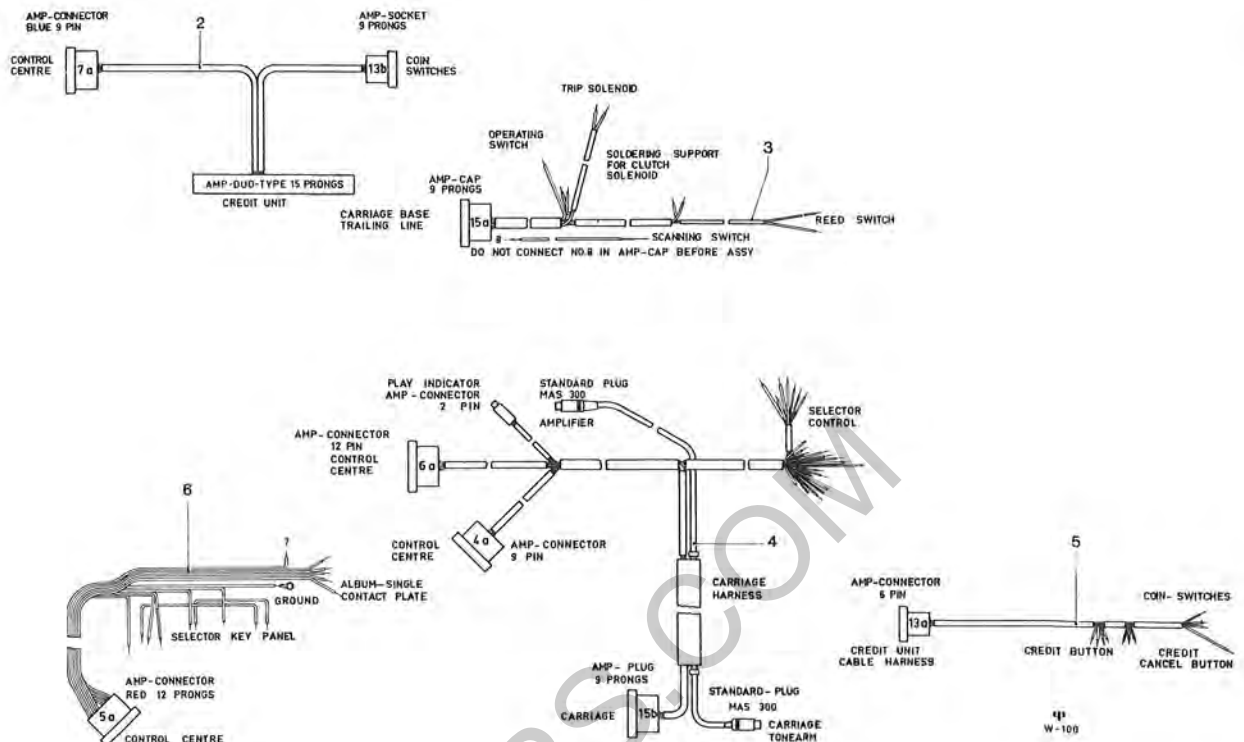 AMP-CONNECTOR
BLUE 9 PIN
2
AMP-SOCKET
9 PRONGS
CONTROL
CENTRE
7a
13b
COIN
SWITCHES
AMP-DUO-TYPE 15 PRONGS
CREDIT UNIT
TRIP SOLENOID
OPERATING
SWITCH
SOLDERING SUPPORT
FOR CLUTCH
SOLENOID
3
AMP-CAP
9 PRONGS
CARRIAGE BASE
TRAILING LINE
15a
REED SWITCH
8
SCANNING SWITCH
DO NOT CONNECT NO.8 IN AMP-CAP BEFORE ASSY
PLAY INDICATOR
AMP-CONNECTOR
2 PIN
STANDARD PLUG
MAS 300
AMPLIFIER
SELECTOR
CONTROL
AMP-CONNECTOR
12 PIN
CONTROL
CENTRE
6a
4a
CONTROL
CENTRE
AMP-CONNECTOR
9 PIN
4
CARRIAGE
HARNESS
AMP-PLUG
9 PRONGS
CARRIAGE
15b
STANDARD-PLUG
MAS 300
CARRIAGE
TONEARM
6
7
ALBUM-SINGLE
CONTACT PLATE
GROUND
SELECTOR KEY PANEL
AMP-CONNECTOR
RED 12 PRONGS
5a
CONTROL CENTRE
5
AMP-CONNECTOR
6 PIN
13a
CREDIT UNIT
CABLE HARNESS
CREDIT BUTTON
COIN-SWITCHES
CREDIT
CANCEL BUTTON
W-100
S.COM